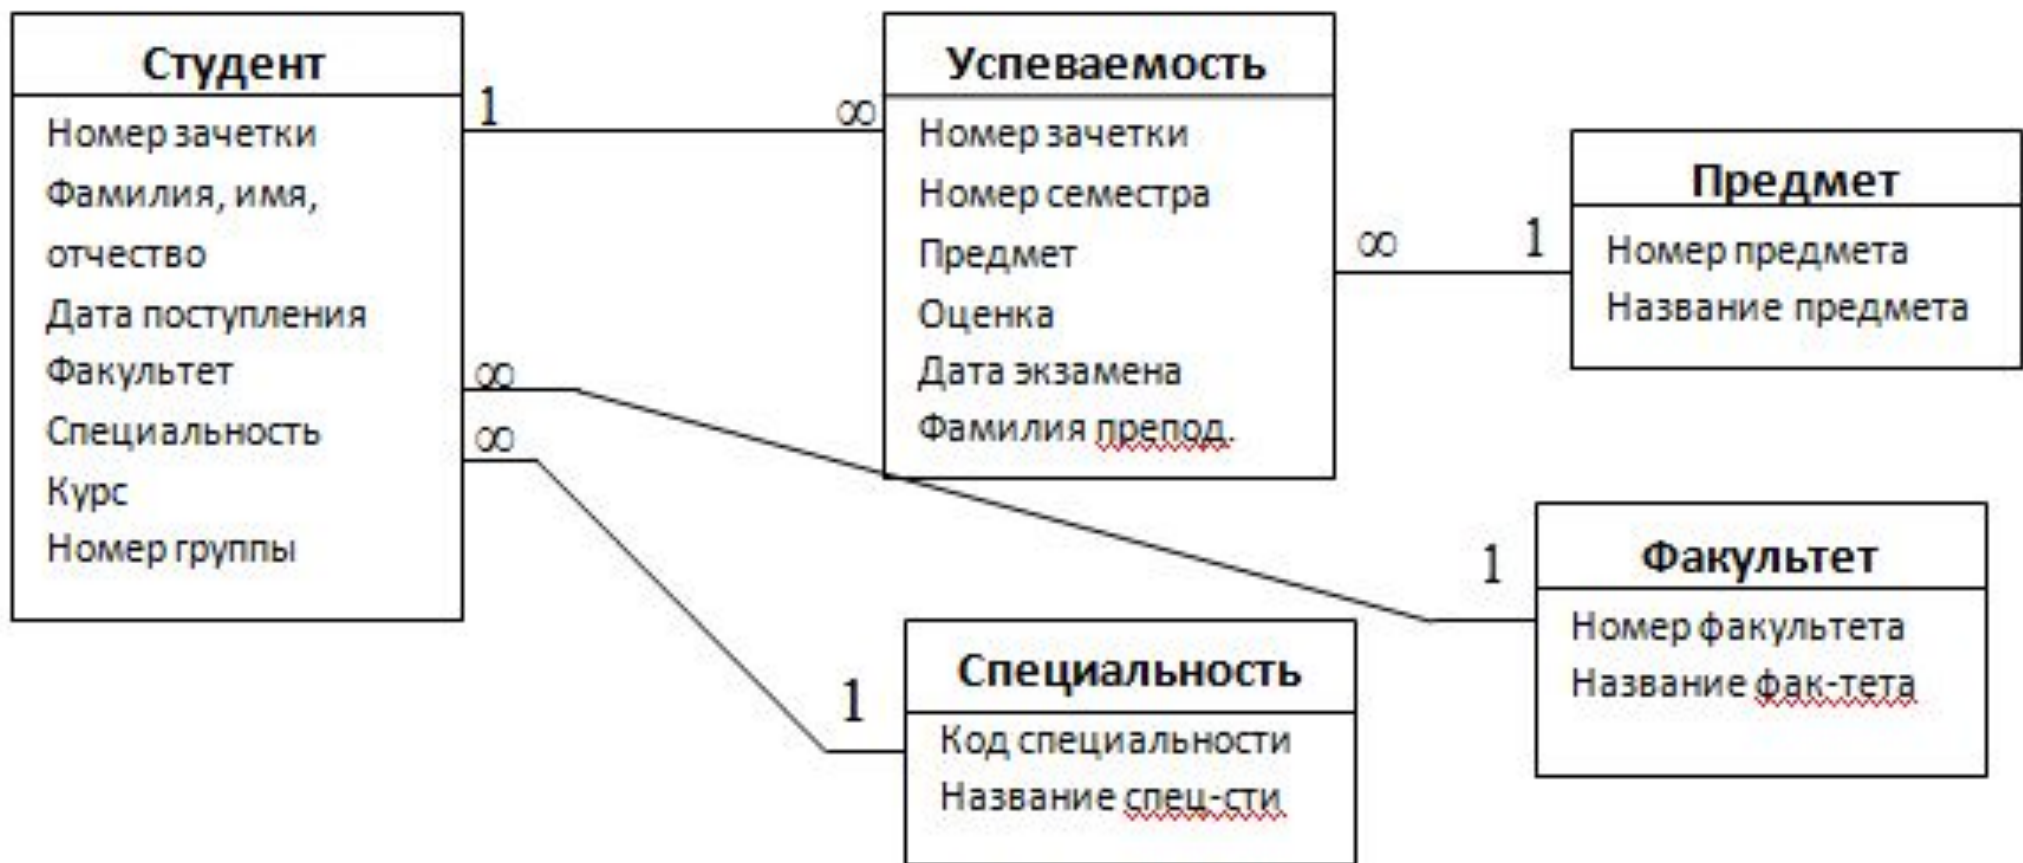 Студент
Номер зачетки
Фамилия, имя,
отчество
Дата поступления
Факультет
Специальность
Курс
Номер группы
1
∞
∞
∞
Успеваемость
Номер зачетки
Номер семестра
Предмет
Оценка
Дата экзамена
Фамилия препод.
∞
1
Предмет
Номер предмета
Название предмета
1
Специальность
Код специальности
Название спец-сти
1
Факультет
Номер факультета
Название фак-тета